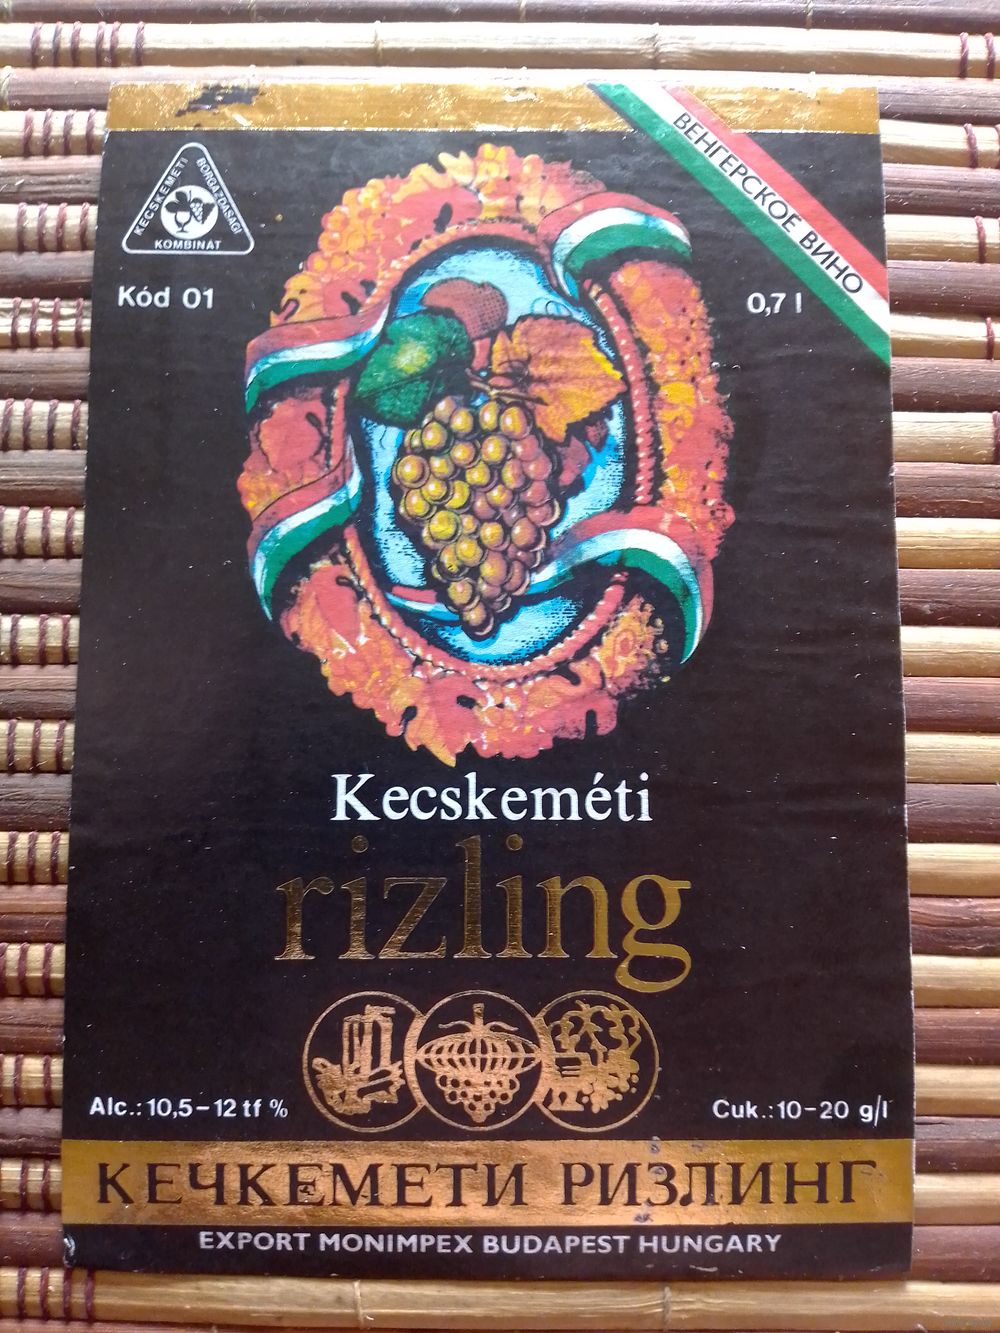 KECSKEMÉTI
BORGAZDASÁGI
KOMBINÁT
ВЕНГЕРСКОЕ ВИНО
Kód 01
0,7 l
Kecskeméti
rizling
Alc.: 10,5-12 tf %
Cuk.: 10-20 g/l
КЕЧКЕМЕТИ РИЗЛИНГ
EXPORT MONIMPEX BUDAPEST HUNGARY